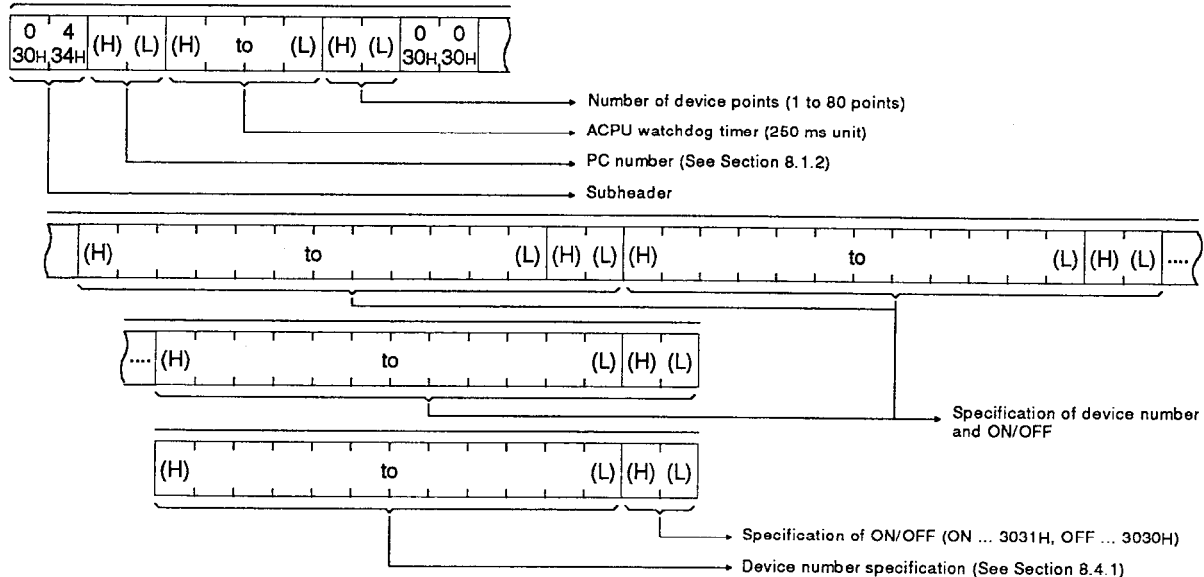 0 4 (H) (L) (H) to (L) (H) (L) 0 0
30H 34H 30H 30H
Number of device points (1 to 80 points)
ACPU watchdog timer (250 ms unit)
PC number (See Section 8.1.2)
Subheader
(H) to (L) (H) (L) (H) to (L) (H) (L) ....
.... (H) to (L) (H) (L)
Specification of device number
and ON/OFF
(H) to (L) (H) (L)
Specification of ON/OFF (ON ... 3031H, OFF ... 3030H)
Device number specification (See Section 8.4.1)